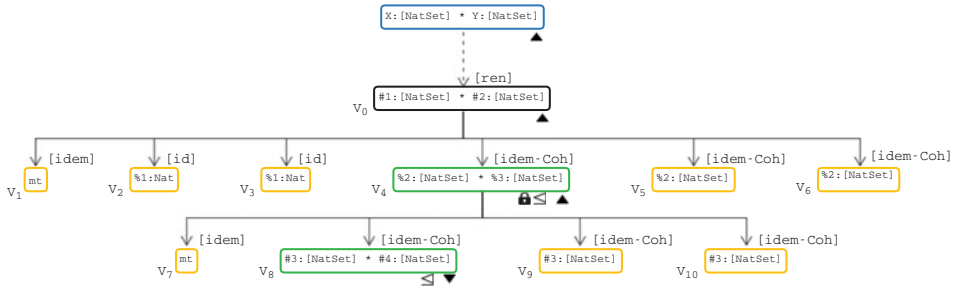 X:[NatSet] * Y:[NatSet]
[ren]
V0 #1:[NatSet] * #2:[NatSet]
[idem] [id] [id] [idem-Coh] [idem-Coh] [idem-Coh]
V1 mt V2 %1:Nat V3 %1:Nat V4 %2:[NatSet] * %3:[NatSet] V5 %2:[NatSet] V6 %2:[NatSet]
≤
[idem] [idem-Coh] [idem-Coh] [idem-Coh]
V7 mt V8 #3:[NatSet] * #4:[NatSet] V9 #3:[NatSet] V10 #3:[NatSet]
≤